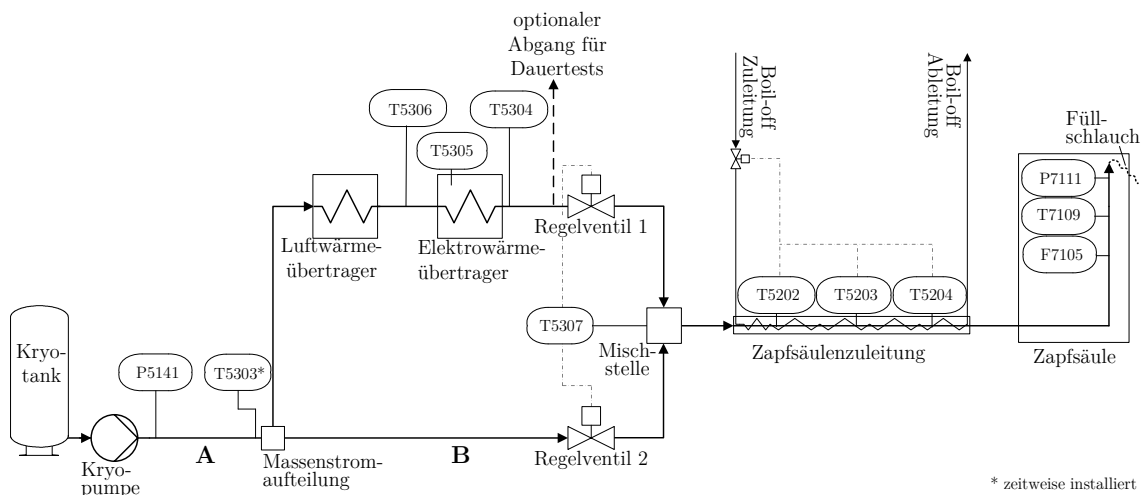 optionaler
Abgang für
Dauertests
T5306
T5304
T5305
Boil-off
Zuleitung
Boil-off
Ableitung
Füll-
schlauch
P7111
T7109
F7105
Luftwärme-
übertrager
Elektrowärme-
übertrager
Regelventil 1
T5202
T5203
T5204
T5307
Misch-
stelle
Zapfsäulenzuleitung
Zapfsäule
Kryo-
tank
P5141
T5303*
A
B
Kryo-
pumpe
Massenstrom-
aufteilung
Regelventil 2
* zeitweise installiert